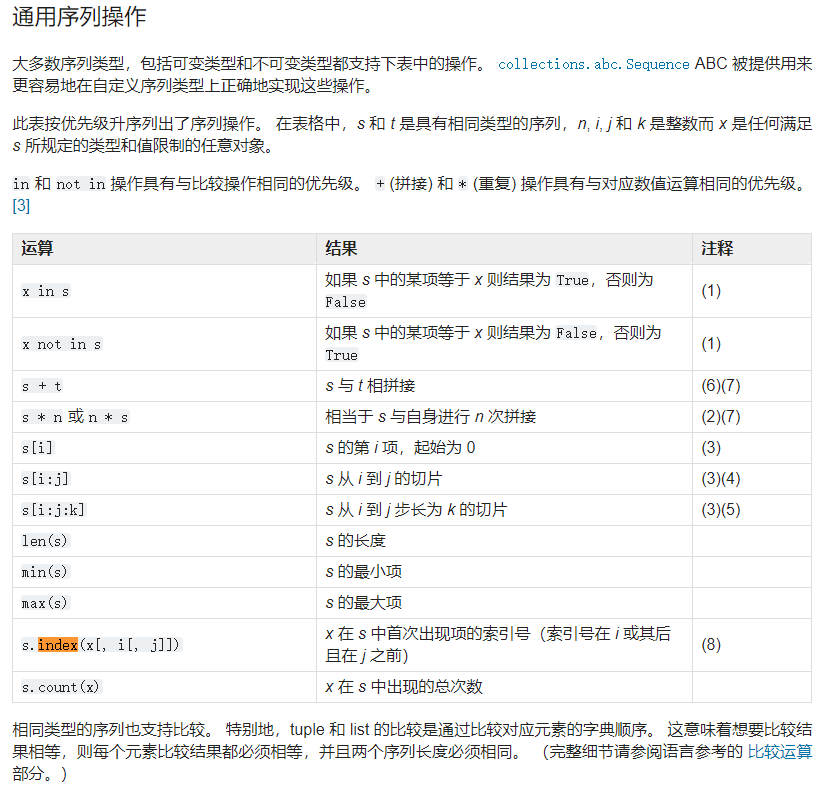 通用序列操作
大多数序列类型，包括可变类型和不可变类型都支持下表中的操作。 collections.abc.Sequence ABC 被提供用来
更容易地在自定义序列类型上正确地实现这些操作。
此表按优先级升序列出了序列操作。 在表格中，s 和 t 是具有相同类型的序列，n, i, j 和 k 是整数而 x 是任何满足
s 所规定的类型和值限制的任意对象。
in 和 not in 操作具有与比较操作相同的优先级。 + (拼接) 和 * (重复) 操作具有与对应数值运算相同的优先级。
[3]
运算 结果 注释
x in s 如果 s 中的某项等于 x 则结果为 True，否则为 (1)
False
x not in s 如果 s 中的某项等于 x 则结果为 False，否则为 (1)
True
s + t s 与 t 相拼接 (6)(7)
s * n 或 n * s 相当于 s 与自身进行 n 次拼接 (2)(7)
s[i] s 的第 i 项，起始为 0 (3)
s[i:j] s 从 i 到 j 的切片 (3)(4)
s[i:j:k] s 从 i 到 j 步长为 k 的切片 (3)(5)
len(s) s 的长度
min(s) s 的最小项
max(s) s 的最大项
s.index(x[, i[, j]]) x 在 s 中首次出现项的索引号（索引号在 i 或其后 (8)
且在 j 之前）
s.count(x) x 在 s 中出现的总次数
相同类型的序列也支持比较。 特别地，tuple 和 list 的比较是通过比较对应元素的字典顺序。 这意味着想要比较结
果相等，则每个元素比较结果都必须相等，并且两个序列长度必须相同。 （完整细节请参阅语言参考的 比较运算
部分。）